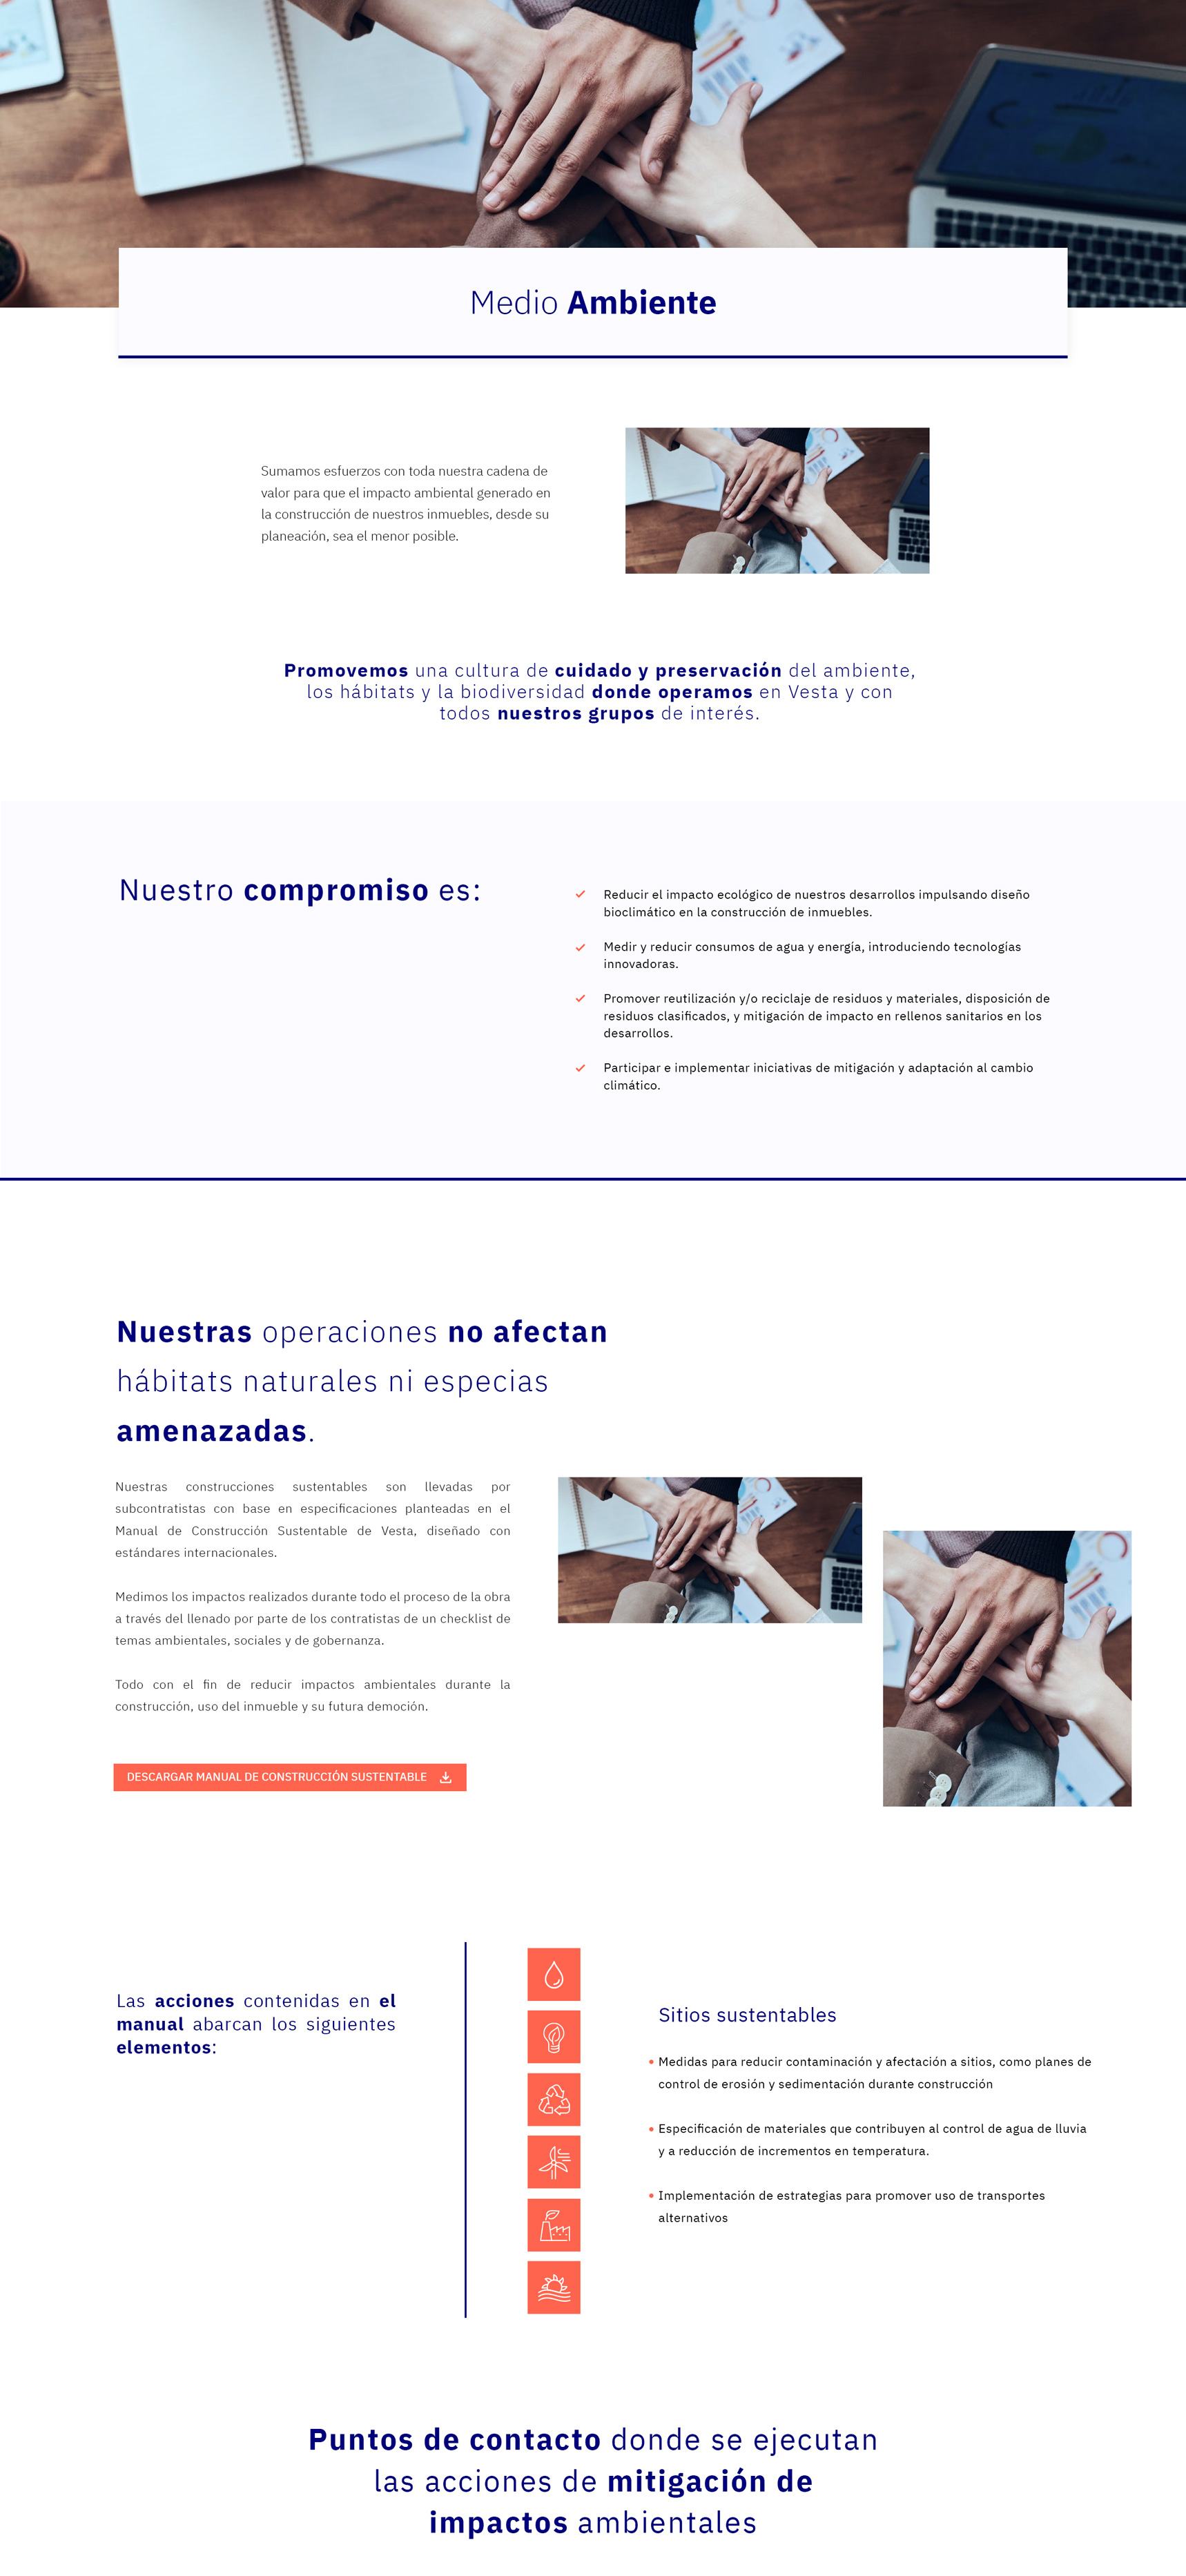 Medio Ambiente
Sumamos esfuerzos con toda nuestra cadena de
valor para que el impacto ambiental generado en
la construcción de nuestros inmuebles, desde su
planeación, sea el menor posible.
Promovemos una cultura de cuidado y preservación del ambiente,
los hábitats y la biodiversidad donde operamos en Vesta y con
todos nuestros grupos de interés.
Nuestro compromiso es:
Reducir el impacto ecológico de nuestros desarrollos impulsando diseño
bioclimático en la construcción de inmuebles.
Medir y reducir consumos de agua y energía, introduciendo tecnologías
innovadoras.
Promover reutilización y/o reciclaje de residuos y materiales, disposición de
residuos clasificados, y mitigación de impacto en rellenos sanitarios en los
desarrollos.
Participar e implementar iniciativas de mitigación y adaptación al cambio
climático.
Nuestras operaciones no afectan
hábitats naturales ni especias
amenazadas.
Nuestras construcciones sustentables son llevadas por
subcontratistas con base en especificaciones planteadas en el
Manual de Construcción Sustentable de Vesta, diseñado con
estándares internacionales.
Medimos los impactos realizados durante todo el proceso de la obra
a través del llenado por parte de los contratistas de un checklist de
temas ambientales, sociales y de gobernanza.
Todo con el fin de reducir impactos ambientales durante la
construcción, uso del inmueble y su futura democión.
DESCARGAR MANUAL DE CONSTRUCCIÓN SUSTENTABLE
Las acciones contenidas en el
manual abarcan los siguientes
elementos:
Sitios sustentables
• Medidas para reducir contaminación y afectación a sitios, como planes de
control de erosión y sedimentación durante construcción
• Especificación de materiales que contribuyen al control de agua de lluvia
y a reducción de incrementos en temperatura.
• Implementación de estrategias para promover uso de transportes
alternativos
Puntos de contacto donde se ejecutan
las acciones de mitigación de
impactos ambientales